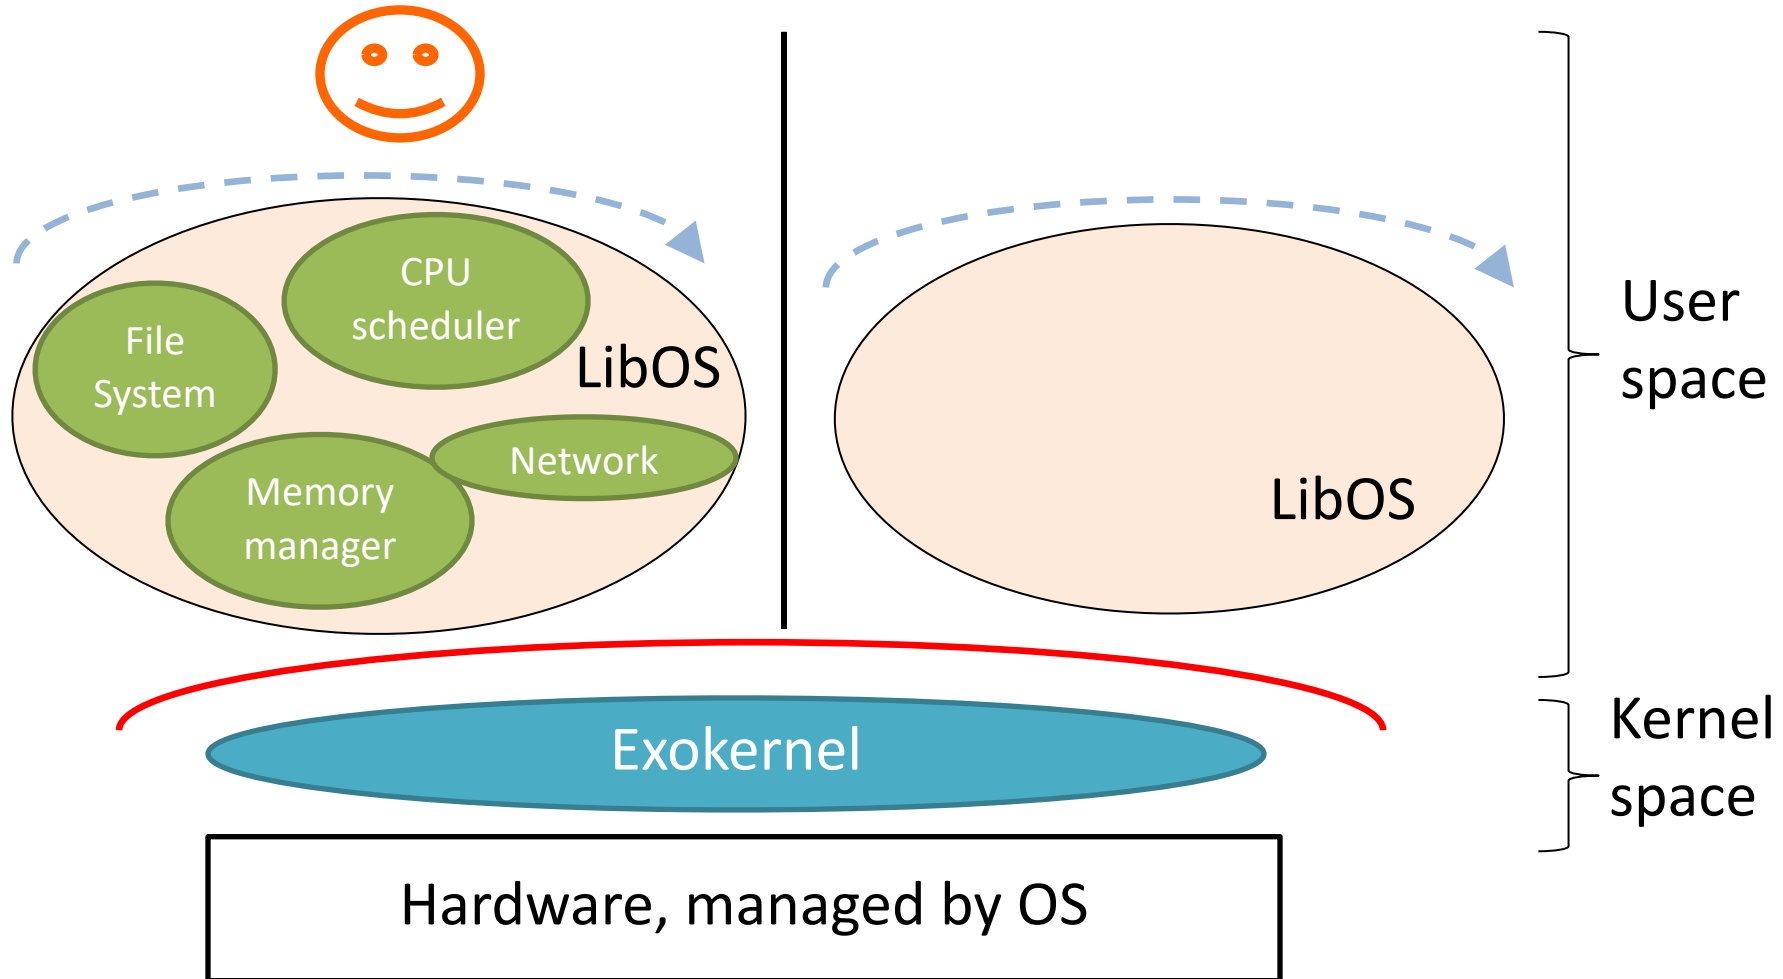 CPU
scheduler
File
System
LibOS
Network
Memory
manager
LibOS
User
space
Exokernel
Kernel
space
Hardware, managed by OS